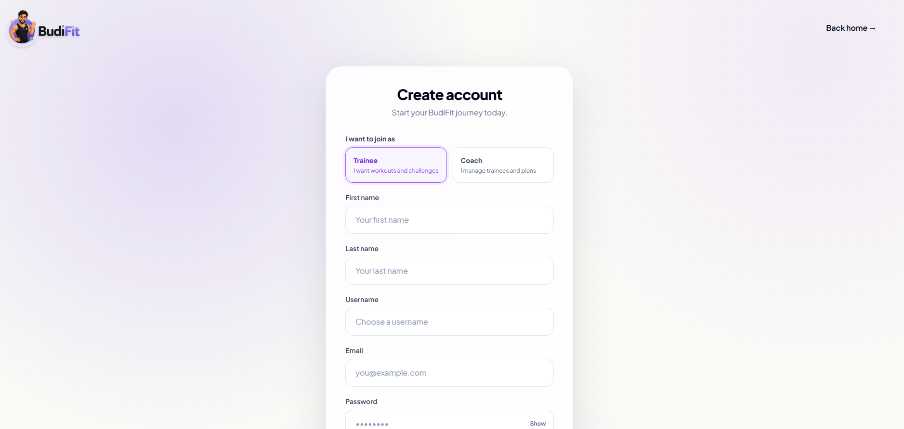 BudiFit
Back home →
Create account
Start your BudiFit journey today.
I want to join as
Trainee
I want workouts and challenges
Coach
I manage trainees and plans
First name
Your first name
Last name
Your last name
Username
Choose a username
Email
you@example.com
Password
••••••••
Show